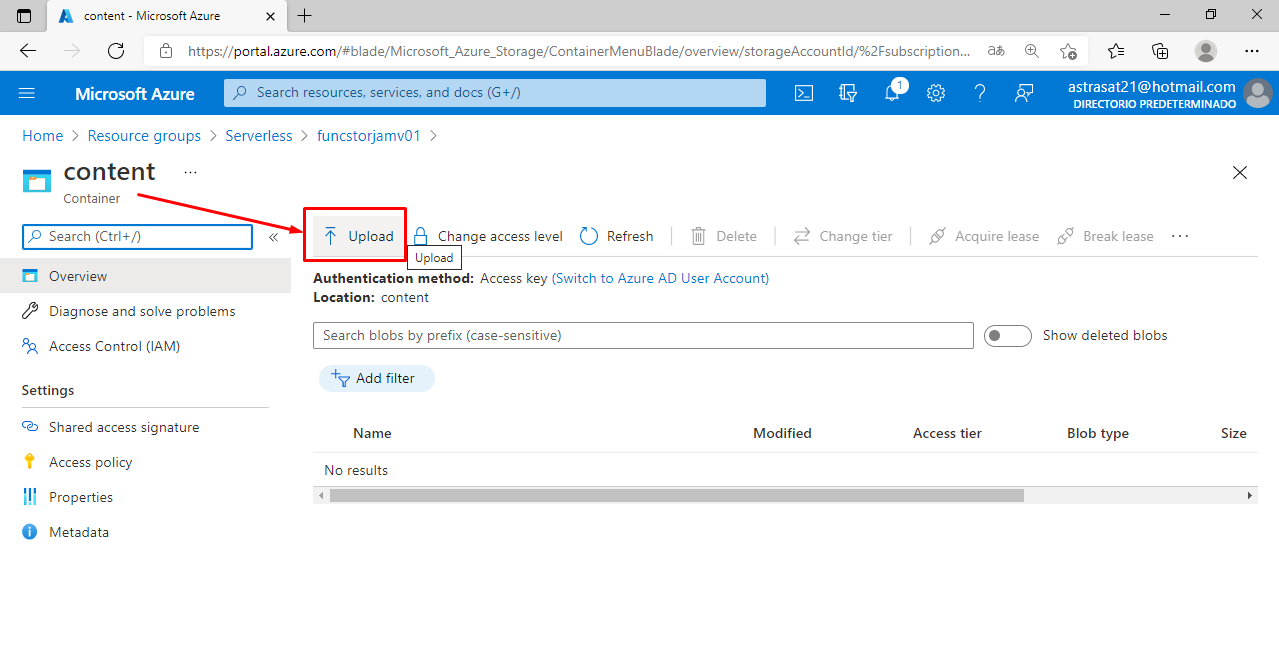 content - Microsoft Azure
https://portal.azure.com/#blade/Microsoft_Azure_Storage/ContainerMenuBlade/overview/storageAccountId/%2Fsubscription...
aあ
Microsoft Azure
Search resources, services, and docs (G+/)
1
astrasat21@hotmail.com
DIRECTORIO PREDETERMINADO
Home > Resource groups > Serverless > funcstorjamv01 >
content ...
Container
Search (Ctrl+/)
«
Overview
Diagnose and solve problems
Access Control (IAM)
Settings
Shared access signature
Access policy
Properties
Metadata
Upload
Change access level
Refresh
Delete
Change tier
Acquire lease
Break lease
...
Upload
Authentication method: Access key (Switch to Azure AD User Account)
Location: content
Search blobs by prefix (case-sensitive)
Show deleted blobs
Add filter
Name Modified Access tier Blob type Size
No results